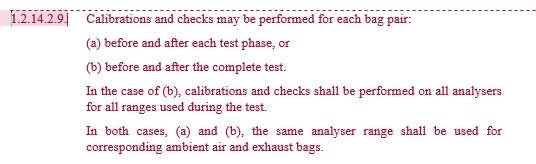 1.2.14.2.9. Calibrations and checks may be performed for each bag pair:
(a) before and after each test phase, or
(b) before and after the complete test.
In the case of (b), calibrations and checks shall be performed on all analysers
for all ranges used during the test.
In both cases, (a) and (b), the same analyser range shall be used for
corresponding ambient air and exhaust bags.